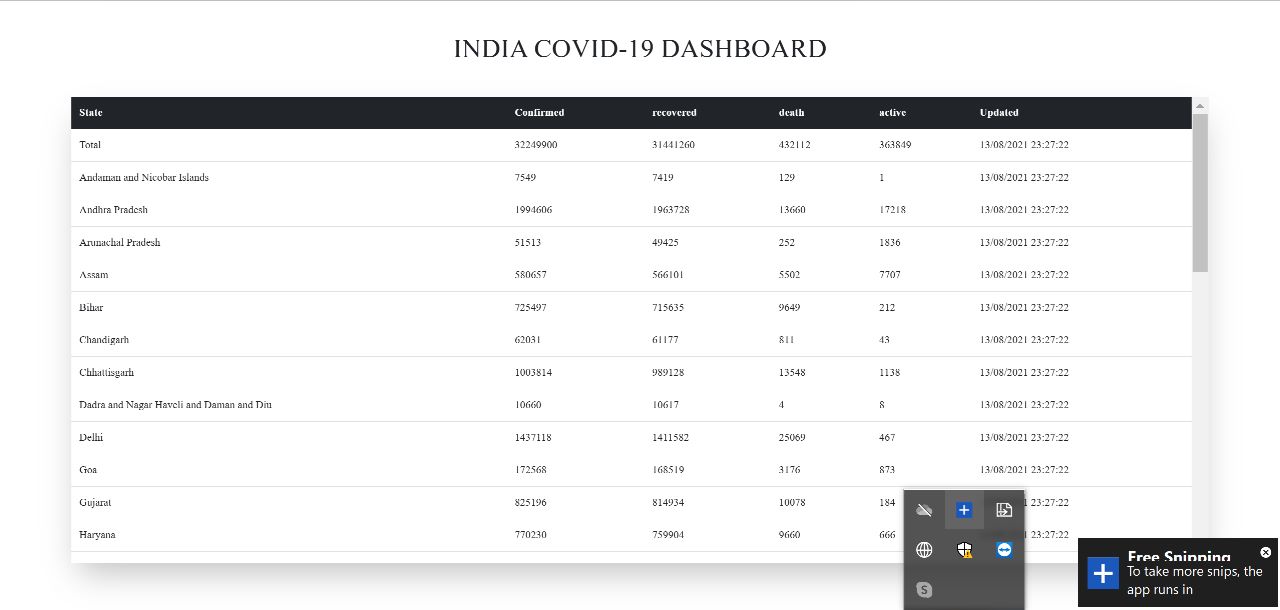 INDIA COVID-19 DASHBOARD
State Confirmed recovered death active Updated
Total 32249900 31441260 432112 363849 13/08/2021 23:27:22
Andaman and Nicobar Islands 7549 7419 129 1 13/08/2021 23:27:22
Andhra Pradesh 1994606 1963728 13660 17218 13/08/2021 23:27:22
Arunachal Pradesh 51513 49425 252 1836 13/08/2021 23:27:22
Assam 580657 566101 5502 7707 13/08/2021 23:27:22
Bihar 725497 715635 9649 212 13/08/2021 23:27:22
Chandigarh 62031 61177 811 43 13/08/2021 23:27:22
Chhattisgarh 1003814 989128 13548 1138 13/08/2021 23:27:22
Dadra and Nagar Haveli and Daman and Diu 10660 10617 4 8 13/08/2021 23:27:22
Delhi 1437118 1411582 25069 467 13/08/2021 23:27:22
Goa 172568 168519 3176 873 13/08/2021 23:27:22
Gujarat 825196 814934 10078 184 23:27:22
Haryana 770230 759904 9660 666 23:27:22
Free Snipping
To take more snips, the
app runs in